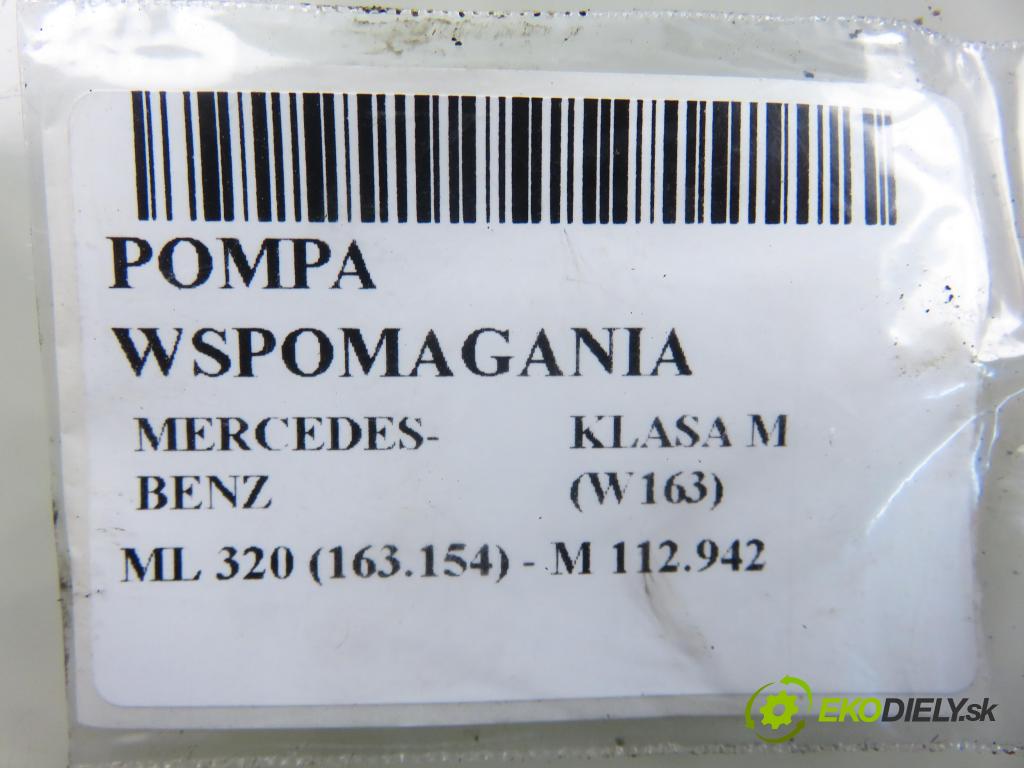 POMPA
WSPOMAGANIA
MERCEDES-
BENZ
KLASA M
(W163)
ML 320 (163.154) - M 112.942
EKODIELY.sk